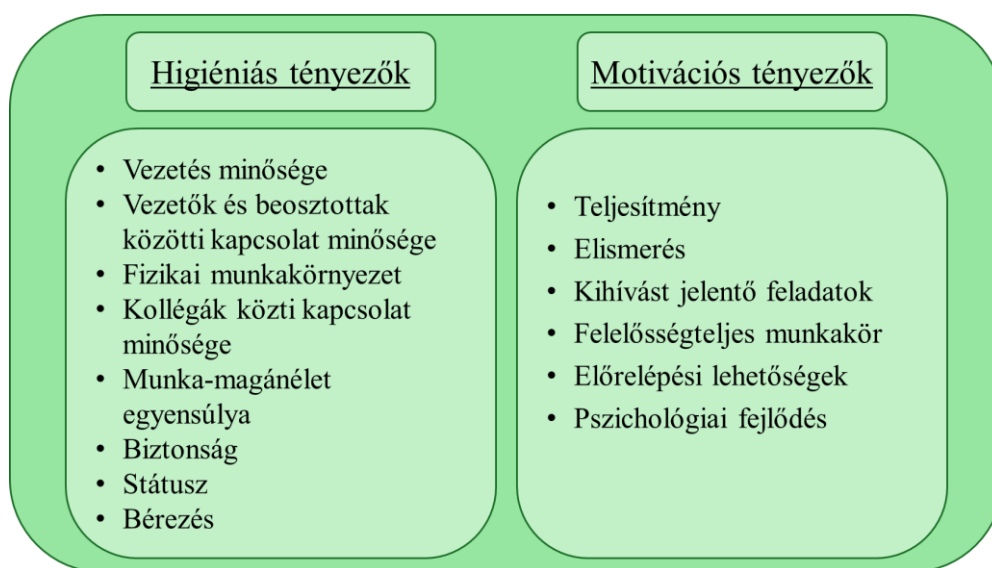 Higiéniás tényezők
• Vezetés minősége
• Vezetők és beosztottak
közötti kapcsolat minősége
• Fizikai munkakörnyezet
• Kollégák közti kapcsolat
minősége
• Munka-magánélet
egyensúlya
• Biztonság
• Státusz
• Bérezés
Motivációs tényezők
• Teljesítmény
• Elismerés
• Kihívást jelentő feladatok
• Felelősségteljes munkakör
• Előrelépési lehetőségek
• Pszichológiai fejlődés